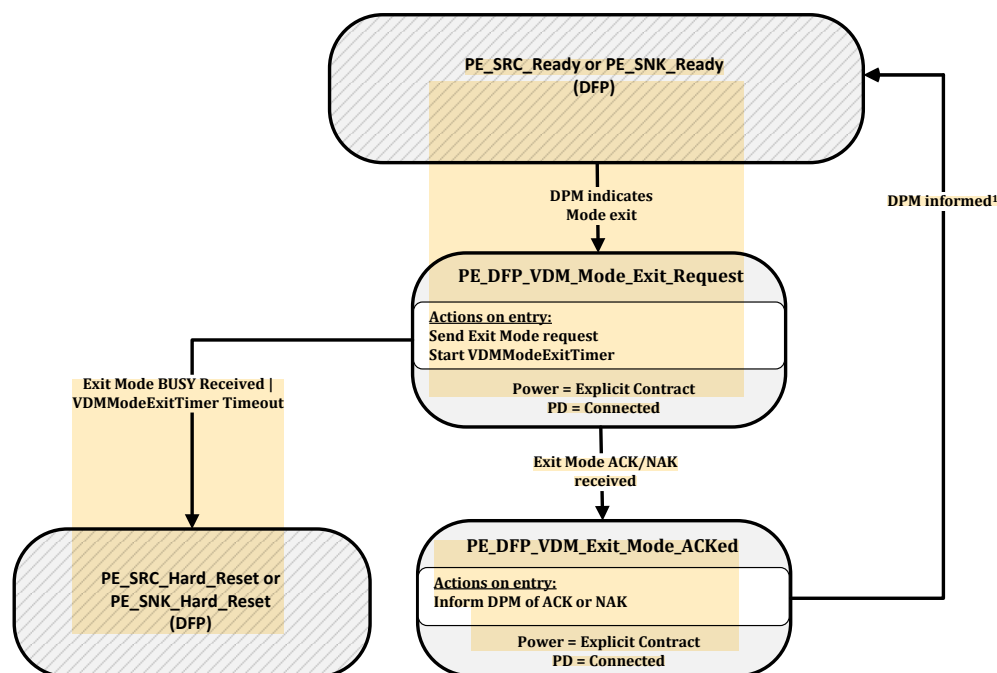 PE_SRC_Ready or PE_SNK_Ready
(DFP)
DPM indicates
Mode exit
DPM informed¹
PE_DFP_VDM_Mode_Exit_Request
Actions on entry:
Send Exit Mode request
Start VDMModeExitTimer
Power = Explicit Contract
PD = Connected
Exit Mode BUSY Received |
VDMModeExitTimer Timeout
Exit Mode ACK/NAK
received
PE_SRC_Hard_Reset or
PE_SNK_Hard_Reset
(DFP)
PE_DFP_VDM_Exit_Mode_ACKed
Actions on entry:
Inform DPM of ACK or NAK
Power = Explicit Contract
PD = Connected